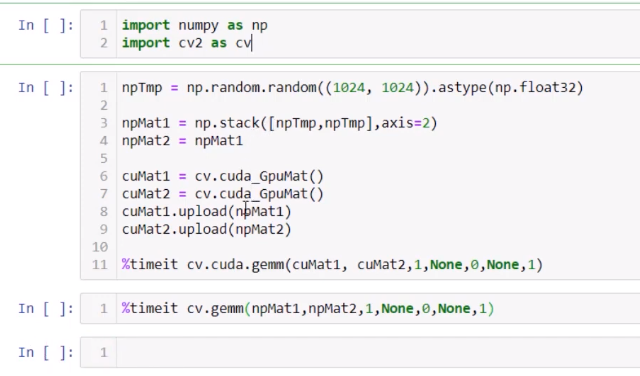 In [ ]: 1 import numpy as np
2 import cv2 as cv
In [ ]: 1 npTmp = np.random.random((1024, 1024)).astype(np.float32)
2
3 npMat1 = np.stack([npTmp,npTmp],axis=2)
4 npMat2 = npMat1
5
6 cuMat1 = cv.cuda_GpuMat()
7 cuMat2 = cv.cuda_GpuMat()
8 cuMat1.upload(npMat1)
9 cuMat2.upload(npMat2)
10
11 %timeit cv.cuda.gemm(cuMat1, cuMat2,1,None,0,None,1)
In [ ]: 1 %timeit cv.gemm(npMat1,npMat2,1,None,0,None,1)
In [ ]: 1